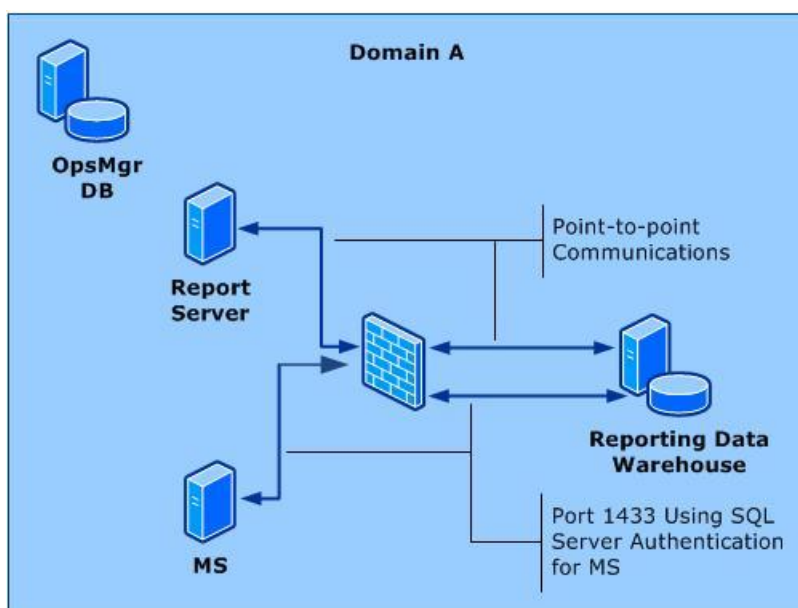 Domain A
OpsMgr
DB
Point-to-point
Communications
Report
Server
Reporting Data
Warehouse
MS
Port 1433 Using SQL
Server Authentication
for MS